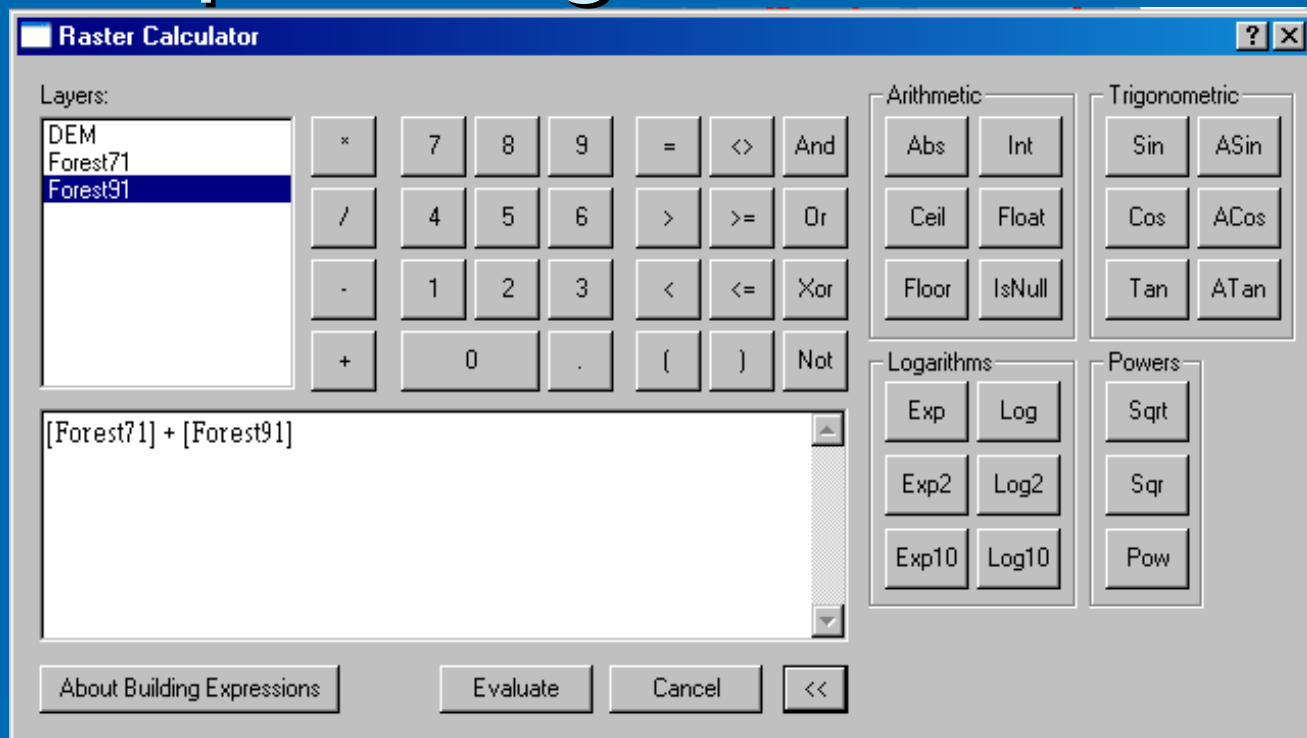 Raster Calculator
? ×
Layers:
DEM
Forest71
Forest91
* 7 8 9 = <> And
/ 4 5 6 > >= Or
- 1 2 3 < <= Xor
+ 0 . ( ) Not
Arithmetic
Abs Int
Ceil Float
Floor IsNull
Trigonometric
Sin ASin
Cos ACos
Tan ATan
Logarithms
Exp Log
Exp2 Log2
Exp10 Log10
Powers
Sqrt
Sqr
Pow
[Forest71] + [Forest91]
About Building Expressions
Evaluate
Cancel
<<